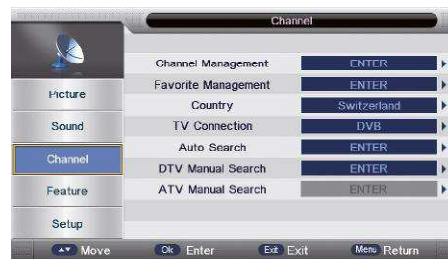 Channel
Channel Management ENTER
Favorite Management ENTER
Country Switzerland
TV Connection DVB
Auto Search ENTER
DTV Manual Search ENTER
ATV Manual Search ENTER
Picture
Sound
Channel
Feature
Setup
Move Ok Enter Exit Exit Menu Return